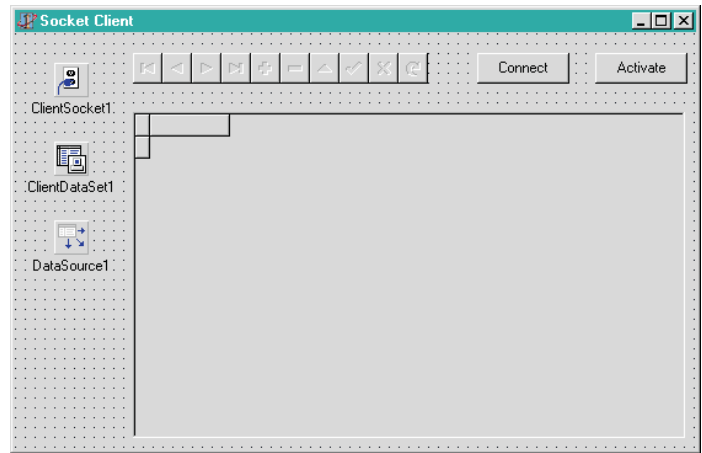 Socket Client
Connect
Activate
ClientSocket1
ClientDataSet1
DataSource1